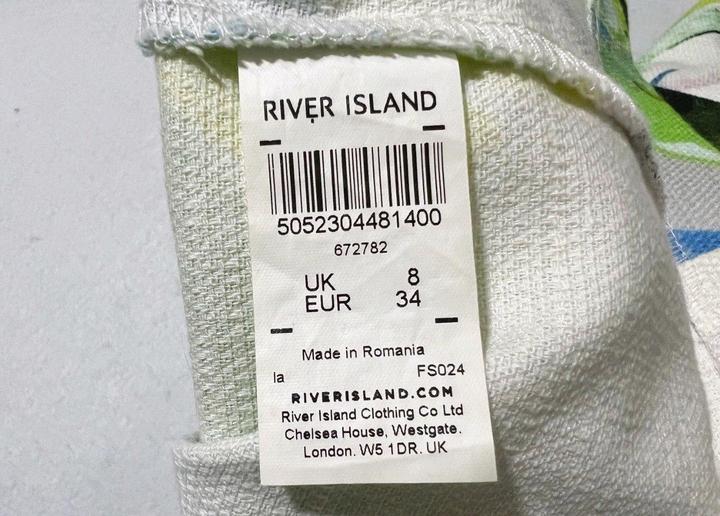 RIVER ISLAND
5052304481400
672782
UK 8
EUR 34
Made in Romania
la FS024
RIVERISLAND.COM
River Island Clothing Co Ltd
Chelsea House, Westgate.
London. W5 1DR. UK